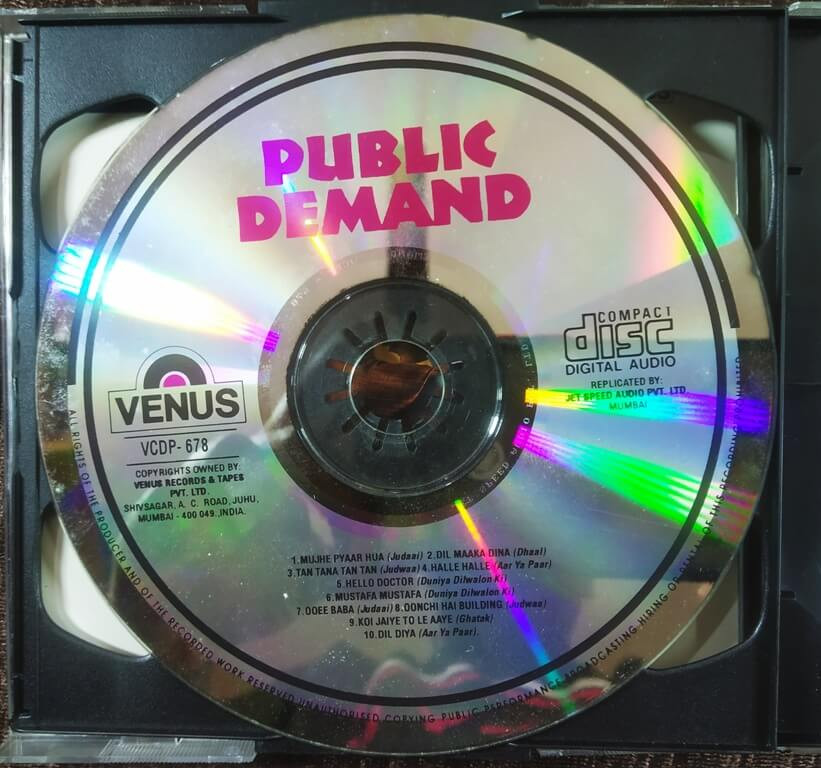 PUBLIC
DEMAND
VENUS
VCDP- 678
COPYRIGHTS OWNED BY:
VENUS RECORDS & TAPES
PVT. LTD.
SHIVSAGAR, A. C. ROAD, JUHU,
MUMBAI - 400 049.,INDIA.
COMPACT
disc
DIGITAL AUDIO
REPLICATED BY:
JET SPEED AUDIO PVT. LTD.
MUMBAI
1.MUJHE PYAAR HUA (Judaai) 2.DIL MAAKA DINA (Dhaal)
3.TAN TANA TAN TAN (Judwaa) 4.HALLE HALLE (Aar Ya Paar)
5.HELLO DOCTOR (Duniya Dilwalon Ki)
6.MUSTAFA MUSTAFA (Duniya Dilwalon Ki)
7.OOEE BABA (Judaai) 8.OONCHI HAI BUILDING (Judwaa)
9.KOI JAIYE TO LE AAYE (Ghatak)
10.DIL DIYA (Aar Ya Paar).
ALL RIGHTS OF THE PRODUCER AND OF THE RECORDED WORK RESERVED UNAUTHORISED COPYING PUBLIC PERFORMANCE BROADCASTING HIRING OR RENTAL OF THIS RECORDING PROHIBITED